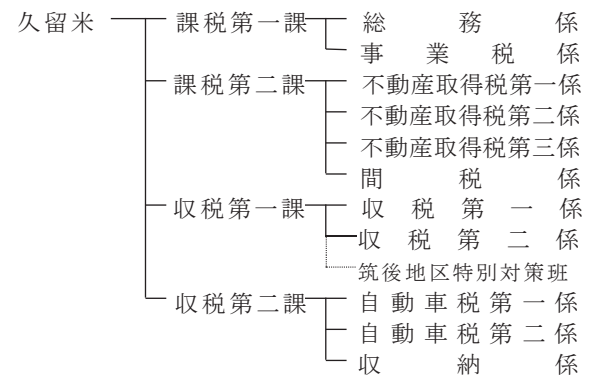 久留米 課税第一課 総務係
事業税係
課税第二課 不動産取得税第一係
不動産取得税第二係
不動産取得税第三係
間税係
収税第一課 収税第一係
収税第二係
筑後地区特別対策班
収税第二課 自動車税第一係
自動車税第二係
収納係